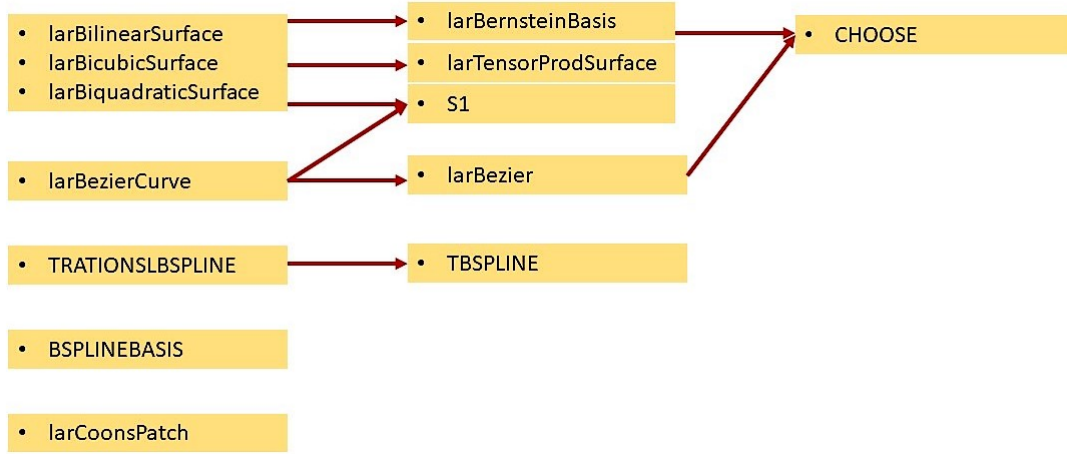 • larBilinearSurface
• larBicubicSurface
• larBiquadraticSurface
• larBernsteinBasis
• larTensorProdSurface
• S1
• CHOOSE
• larBezierCurve
• larBezier
• TRATIONSLBSPLINE
• TBSPLINE
• BSPLINEBASIS
• larCoonsPatch